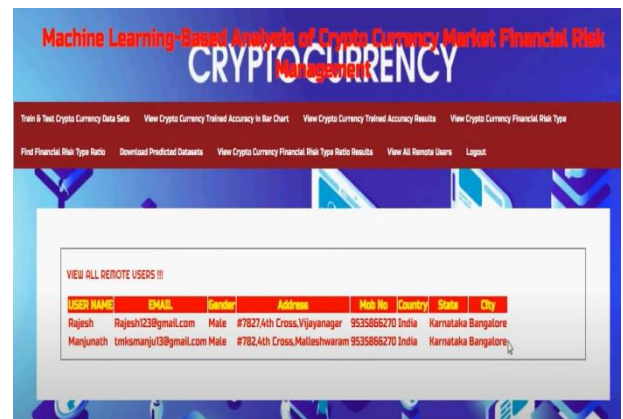 Machine Learning-Based Analysis of Crypto Currency Market Financial Risk
Management
CRYPTOCURRENCY
Train & Test Crypto Currency Data Sets View Crypto Currency Trained Accuracy in Bar Chart View Crypto Currency Trained Accuracy Results View Crypto Currency Financial Risk Type
Find Financial Risk Type Ratio Download Predicted Datasets View Crypto Currency Financial Risk Type Ratio Results View All Remote Users Logout
VIEW ALL REMOTE USERS !!!
USER NAME EMAIL Gender Address Mob No Country State City
Rajesh Rajesh123@gmail.com Male #7827,4th Cross,Vijayanagar 9535866270 India Karnataka Bangalore
Manjunath tmksmanju13@gmail.com Male #782,4th Cross,Malleshwaram 9535866270 India Karnataka Bangalore